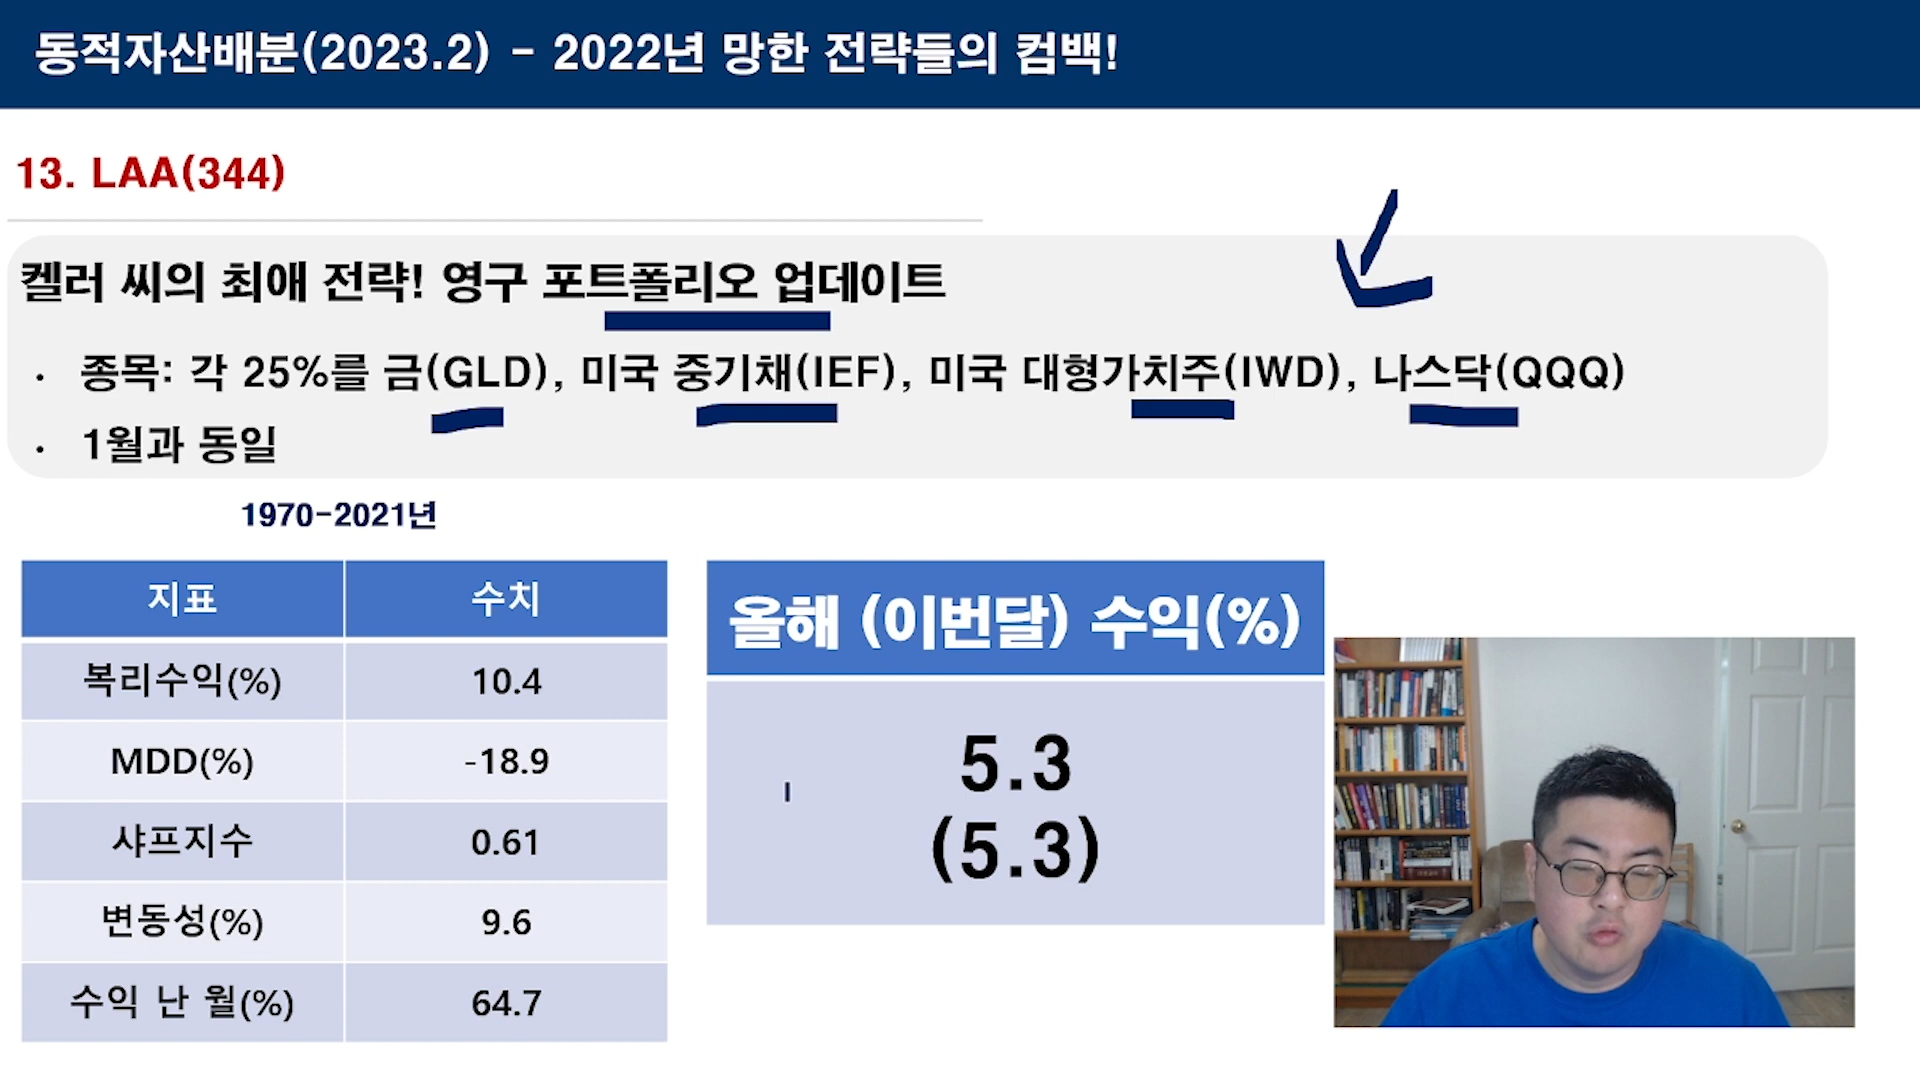 동적자산배분(2023.2) - 2022년 망한 전략들의 컴백!
13. LAA(344)
켈러 씨의 최애 전략! 영구 포트폴리오 업데이트
· 종목: 각 25%를 금(GLD), 미국 중기채(IEF), 미국 대형가치주(IWD), 나스닥(QQQ)
· 1월과 동일
1970-2021년
지표 수치
복리수익(%) 10.4
MDD(%) -18.9
샤프지수 0.61
변동성(%) 9.6
수익 난 월(%) 64.7
올해 (이번달) 수익(%)
5.3
(5.3)